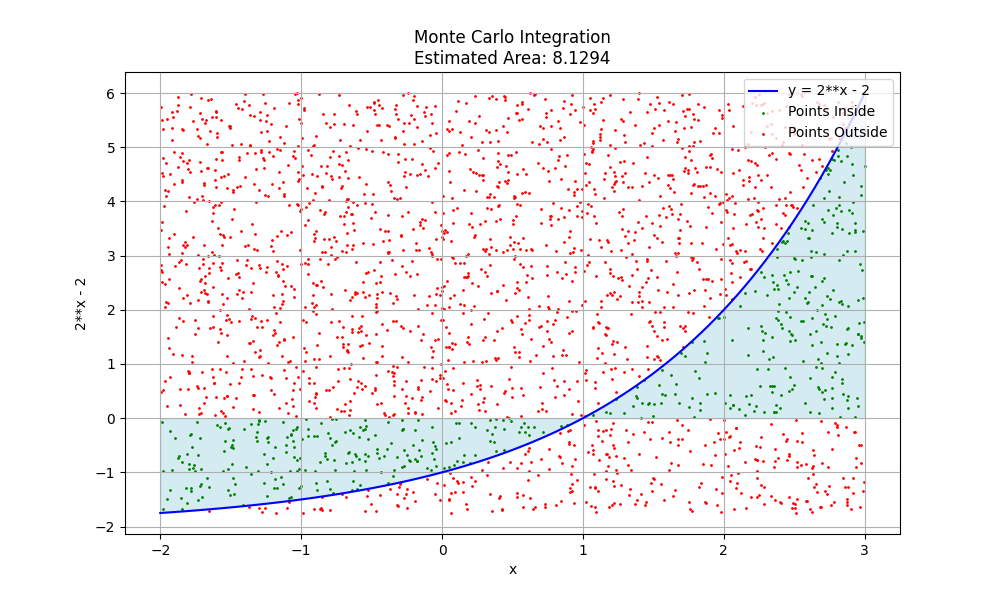 Monte Carlo Integration
Estimated Area: 8.1294
y = 2**x - 2
Points Inside
Points Outside
6
5
4
3
2
1
0
−1
−2
2**x - 2
−2
−1
0
1
2
3
x